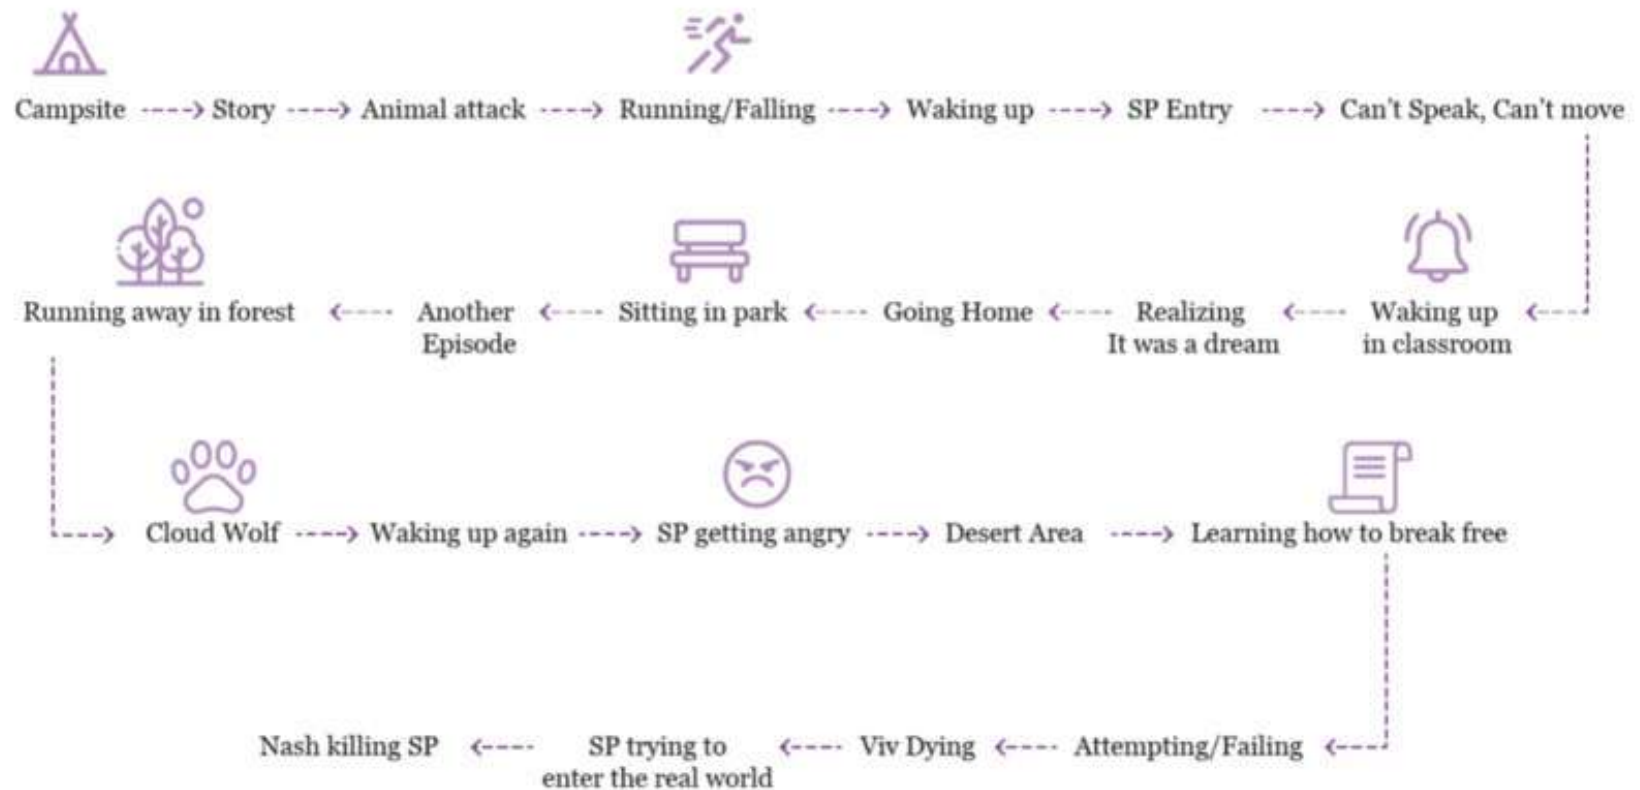 Campsite
Story
Animal attack
Running/Falling
Waking up
SP Entry
Can't Speak, Can't move
Waking up
in classroom
Realizing
It was a dream
Going Home
Sitting in park
Another
Episode
Running away in forest
Cloud Wolf
Waking up again
SP getting angry
Desert Area
Learning how to break free
Attempting/Failing
Viv Dying
SP trying to
enter the real world
Nash killing SP